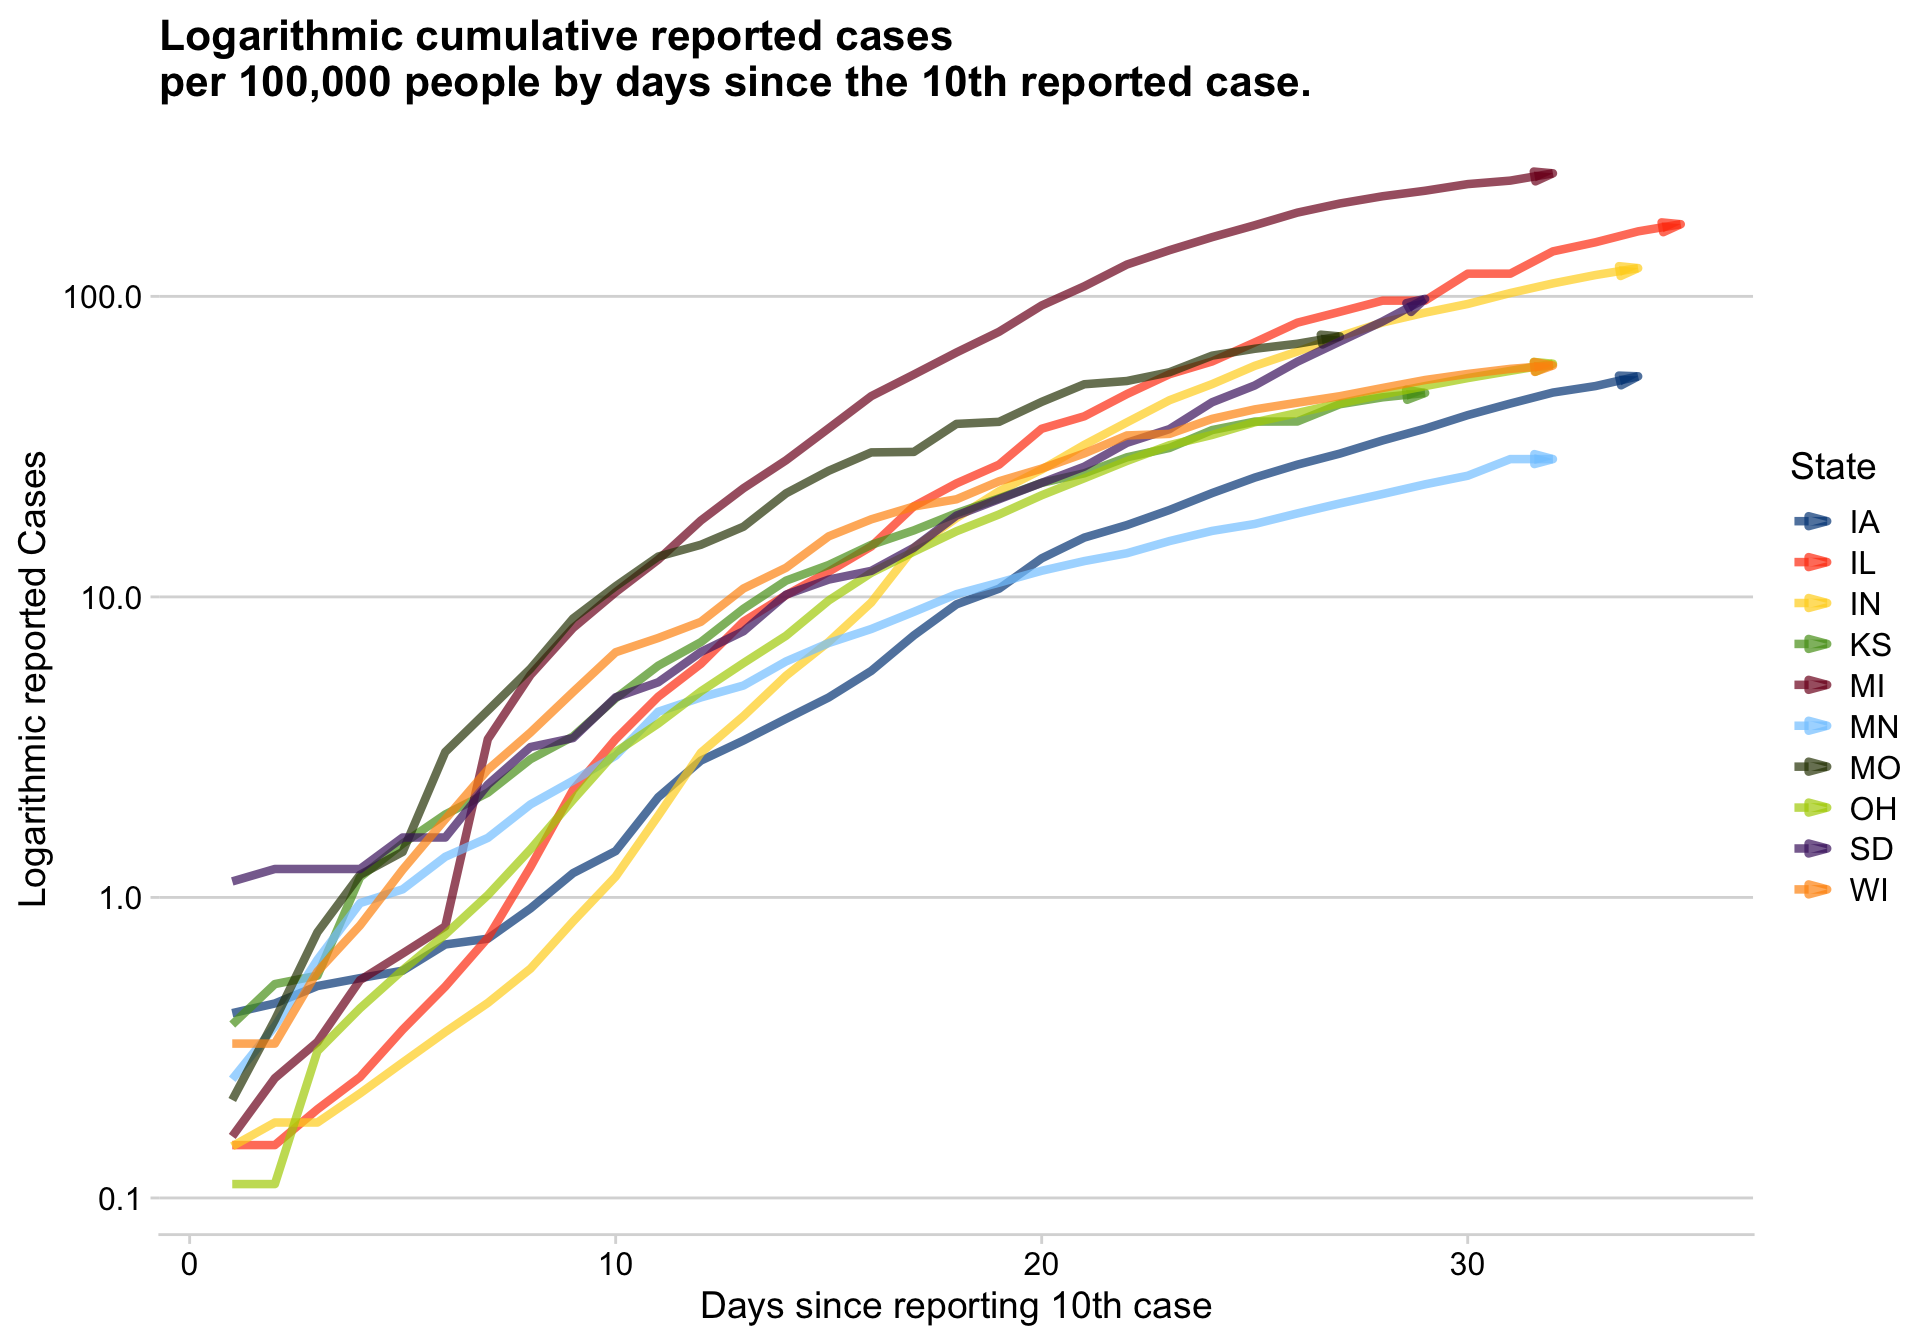 Logarithmic cumulative reported cases
per 100,000 people by days since the 10th reported case.
Logarithmic reported Cases
100.0
10.0
1.0
0.1
0
10
20
30
Days since reporting 10th case
State
IA
IL
IN
KS
MI
MN
MO
OH
SD
WI